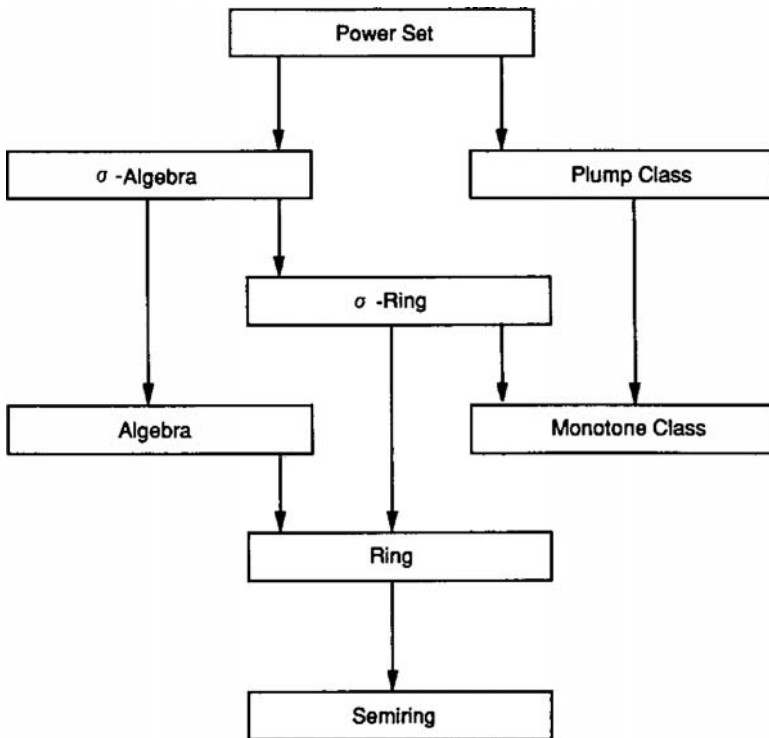 Power Set
σ -Algebra
Plump Class
σ -Ring
Algebra
Monotone Class
Ring
Semiring